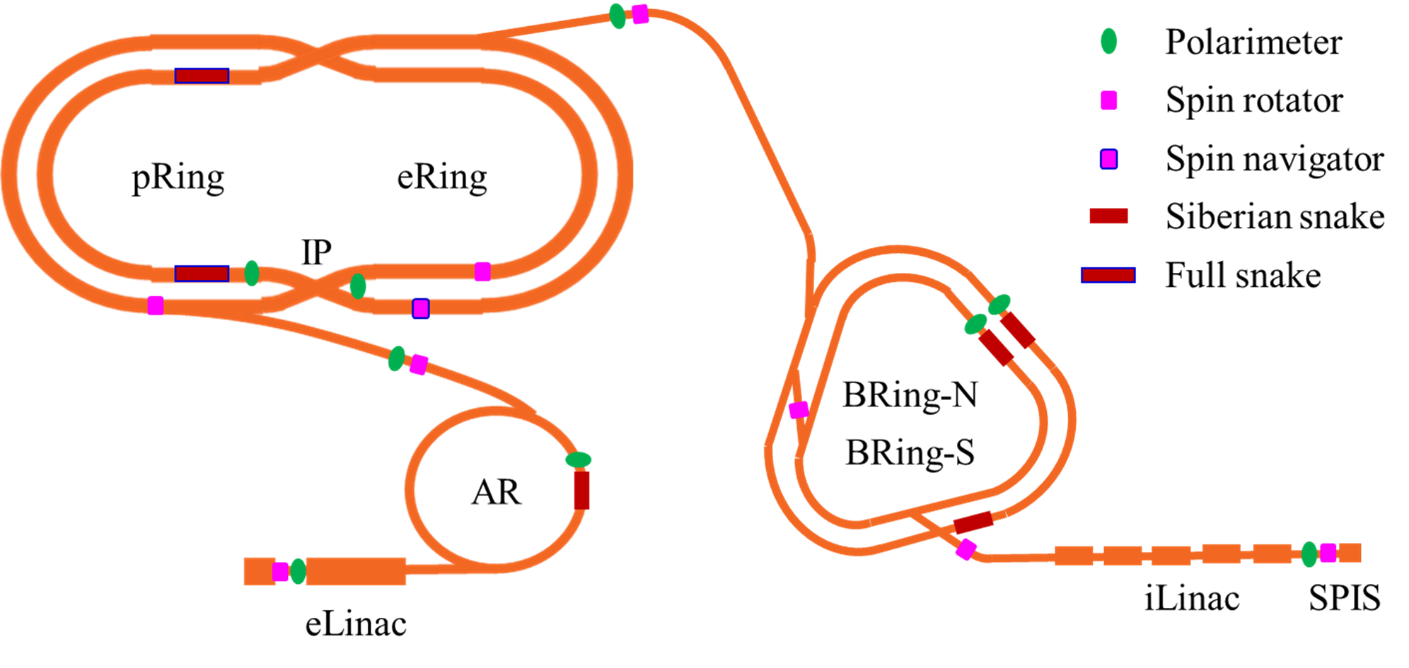 Polarimeter
Spin rotator
Spin navigator
Siberian snake
Full snake
pRing
eRing
IP
BRing-N
BRing-S
AR
eLinac
iLinac
SPIS